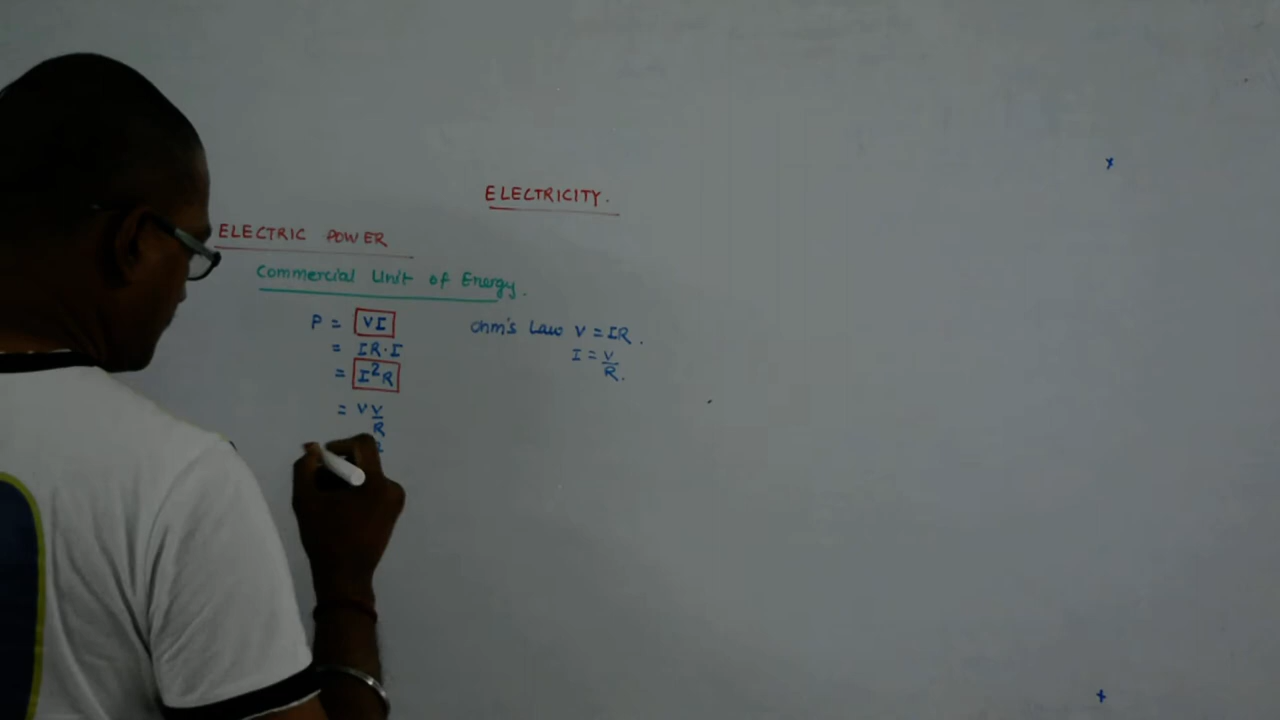 ELECTRICITY.
ELECTRIC POWER
Commercial Unit of Energy.
P = VI
= IR·I
= I²R
= V V/R
Ohm's Law V = IR.
I = V/R.